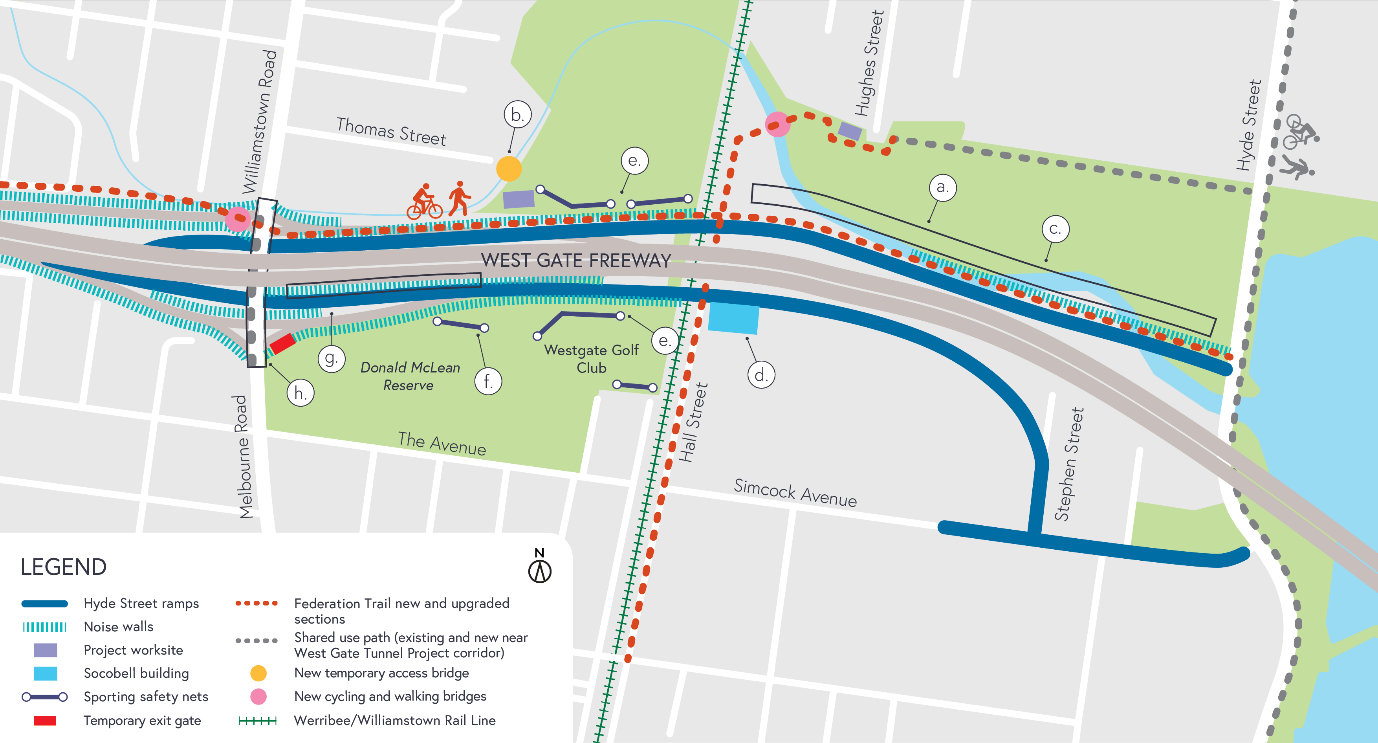 Williamstown Road
Thomas Street
Hughes Street
Hyde Street
b.
e.
a.
c.
WEST GATE FREEWAY
g.
h.
Donald McLean
Reserve
f.
Westgate Golf
Club
e.
d.
Melbourne Road
The Avenue
Hall Street
Simcock Avenue
Stephen Street
LEGEND
N
Hyde Street ramps
Noise walls
Project worksite
Socobell building
Sporting safety nets
Temporary exit gate
Federation Trail new and upgraded
sections
Shared use path (existing and new near
West Gate Tunnel Project corridor)
New temporary access bridge
New cycling and walking bridges
Werribee/Williamstown Rail Line